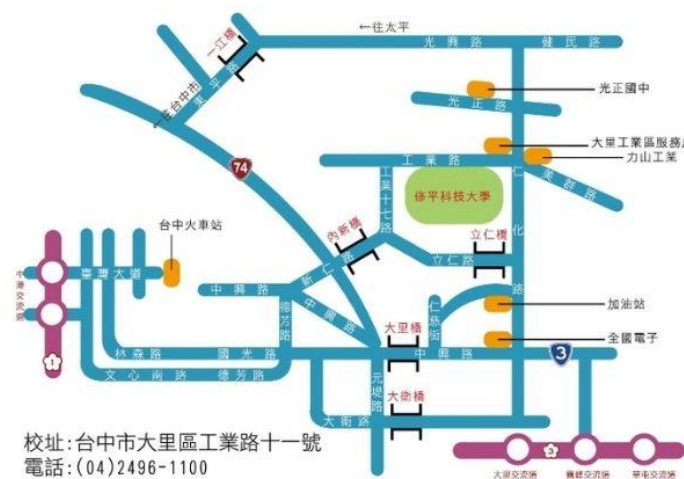 ←往太平
光興路
健民路
一江橋
東平路
←往台中市
光正國中
光正路
大里工業區服務
力山工業
工業路
美群路
74
工業十七路
修平科技大學
仁化路
台中火車站
內新橋
立仁橋
新仁路
立仁路
中港交流道
中興路
中興路
德芳路
仁慈街
加油站
大里橋
全國電子
林森路
國光路
中興路
3
1
文心南路
德芳路
元堤路
大衛橋
大衛路
校址:台中市大里區工業路十一號
電話:(04)2496-1100
3
大里交流道
霧峰交流道
草屯交流道